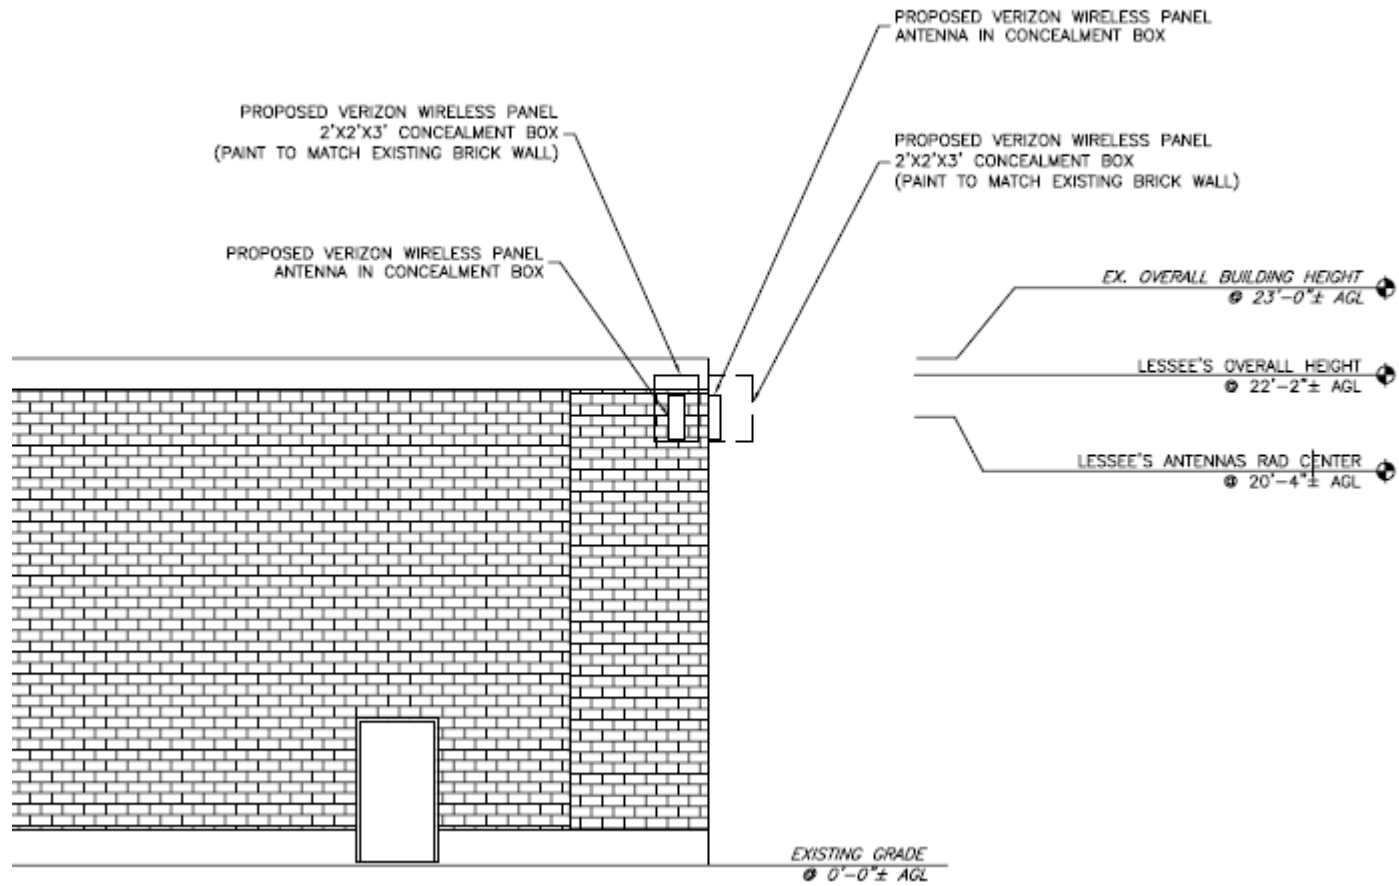 PROPOSED VERIZON WIRELESS PANEL
ANTENNA IN CONCEALMENT BOX
PROPOSED VERIZON WIRELESS PANEL
2'X2'X3' CONCEALMENT BOX
(PAINT TO MATCH EXISTING BRICK WALL)
PROPOSED VERIZON WIRELESS PANEL
2'X2'X3' CONCEALMENT BOX
(PAINT TO MATCH EXISTING BRICK WALL)
PROPOSED VERIZON WIRELESS PANEL
ANTENNA IN CONCEALMENT BOX
EX. OVERALL BUILDING HEIGHT
@ 23'-0"± AGL
LESSEE'S OVERALL HEIGHT
@ 22'-2"± AGL
LESSEE'S ANTENNAS RAD CENTER
@ 20'-4"± AGL
EXISTING GRADE
@ 0'-0"± AGL